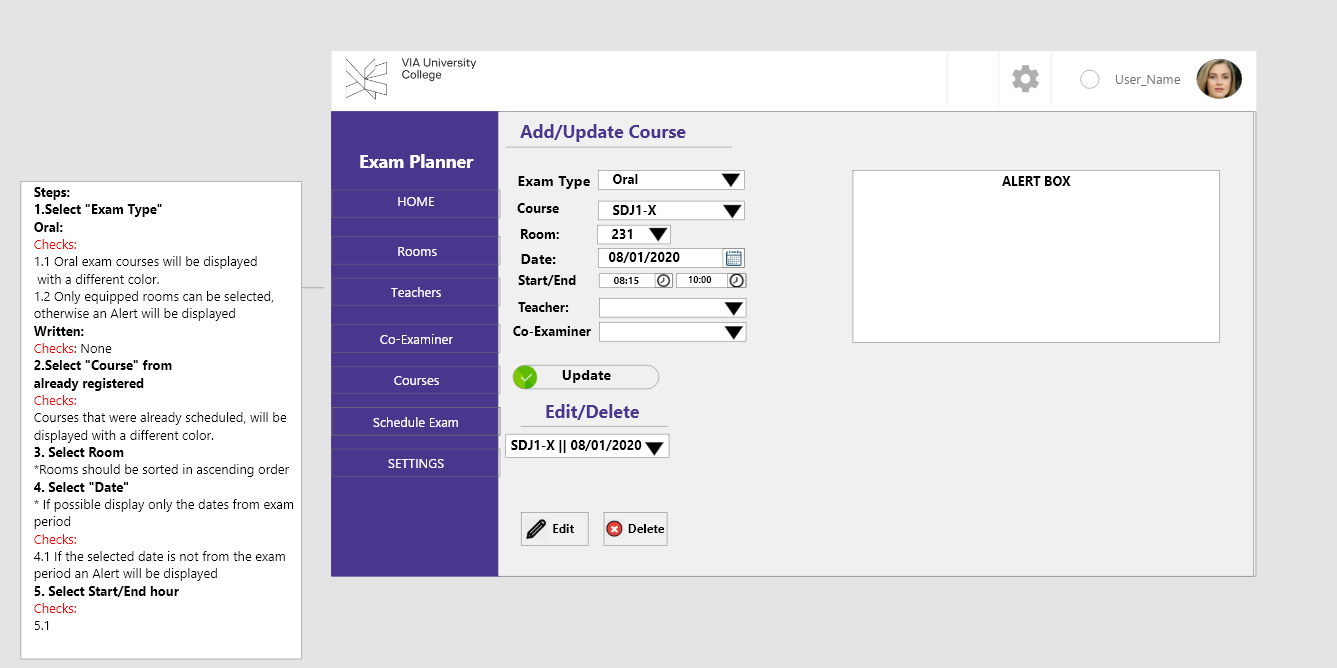 VIA University
College
User_Name
Exam Planner
HOME
Rooms
Teachers
Co-Examiner
Courses
Schedule Exam
SETTINGS
Add/Update Course
Exam Type Oral
Course SDJ1-X
Room: 231
Date: 08/01/2020
Start/End 08:15 10:00
Teacher:
Co-Examiner
Update
Edit/Delete
SDJ1-X || 08/01/2020
Edit Delete
ALERT BOX
Steps:
1.Select "Exam Type"
Oral:
Checks:
1.1 Oral exam courses will be displayed
with a different color.
1.2 Only equipped rooms can be selected,
otherwise an Alert will be displayed
Written:
Checks: None
2.Select "Course" from
already registered
Checks:
Courses that were already scheduled, will be
displayed with a different color.
3. Select Room
*Rooms should be sorted in ascending order
4. Select "Date"
* If possible display only the dates from exam
period
Checks:
4.1 If the selected date is not from the exam
period an Alert will be displayed
5. Select Start/End hour
Checks:
5.1